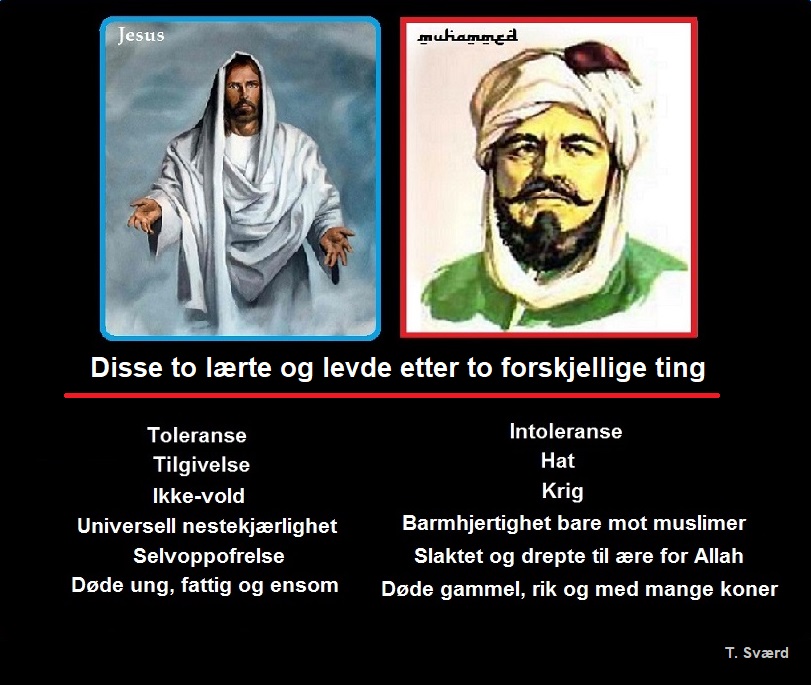 Jesus
muhammed
Disse to lærte og levde etter to forskjellige ting
Toleranse
Tilgivelse
Ikke-vold
Universell nestekjærlighet
Selvoppofrelse
Døde ung, fattig og ensom
Intoleranse
Hat
Krig
Barmhjertighet bare mot muslimer
Slaktet og drepte til ære for Allah
Døde gammel, rik og med mange koner
T. Sværd